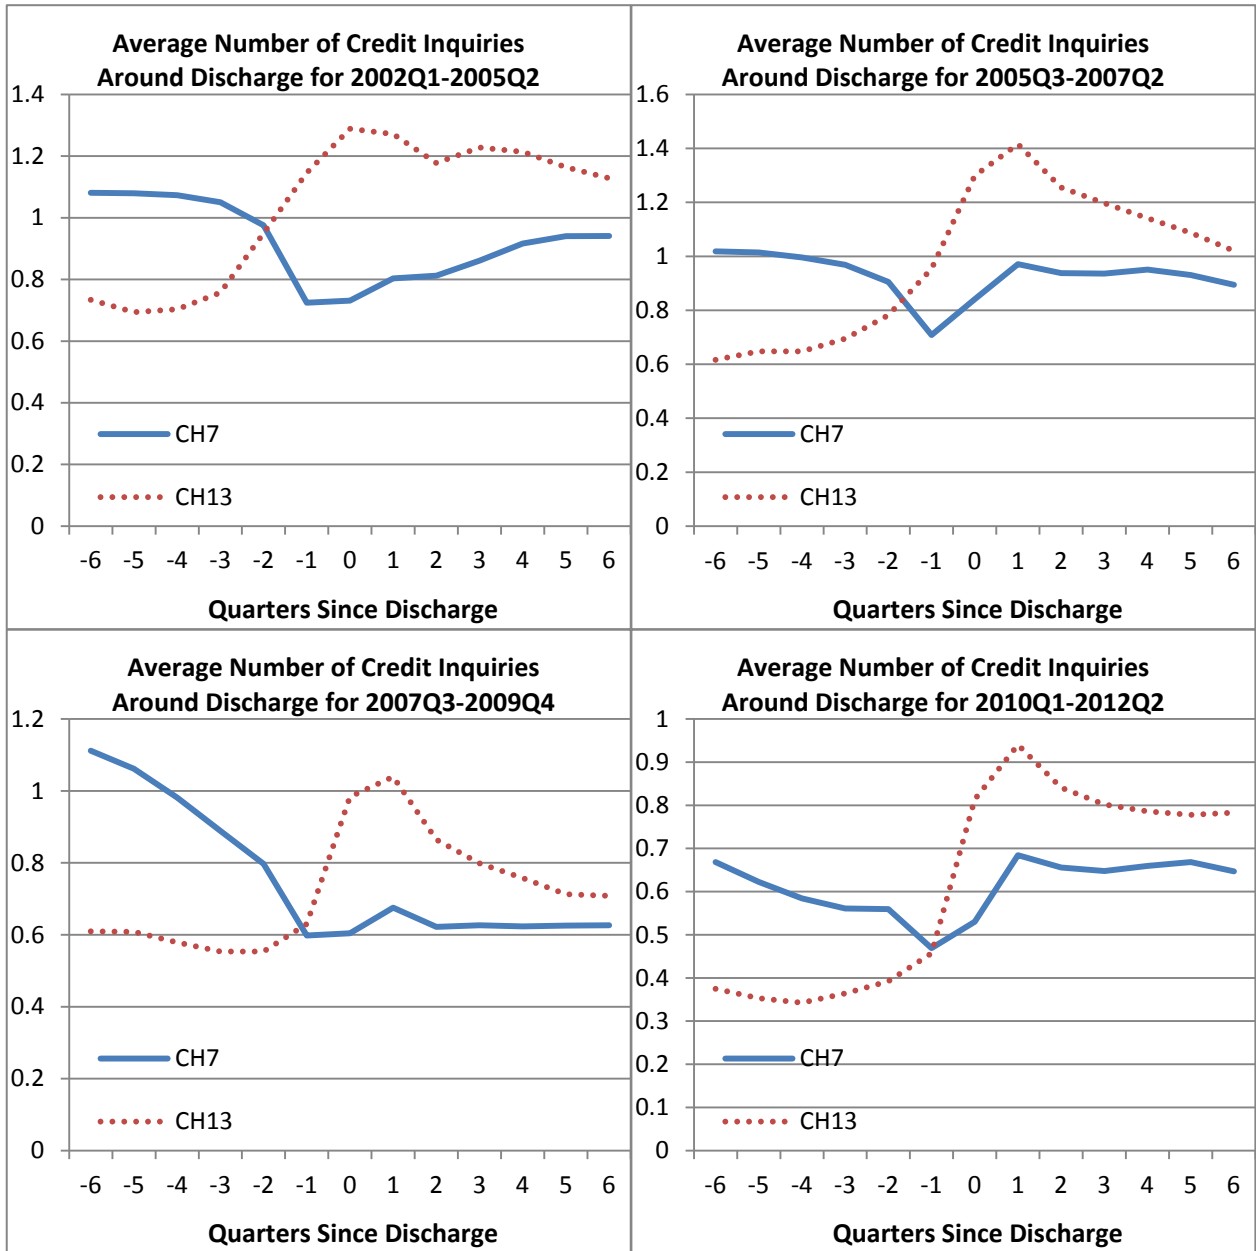 Average Number of Credit Inquiries
Around Discharge for 2002Q1-2005Q2
1.4
1.2
1
0.8
0.6
0.4
0.2
0
CH7
CH13
-6 -5 -4 -3 -2 -1 0 1 2 3 4 5 6
Quarters Since Discharge
Average Number of Credit Inquiries
Around Discharge for 2005Q3-2007Q2
1.6
1.4
1.2
1
0.8
0.6
0.4
0.2
0
CH7
CH13
-6 -5 -4 -3 -2 -1 0 1 2 3 4 5 6
Quarters Since Discharge
Average Number of Credit Inquiries
Around Discharge for 2007Q3-2009Q4
1.2
1
0.8
0.6
0.4
0.2
0
CH7
CH13
-6 -5 -4 -3 -2 -1 0 1 2 3 4 5 6
Quarters Since Discharge
Average Number of Credit Inquiries
Around Discharge for 2010Q1-2012Q2
1
0.9
0.8
0.7
0.6
0.5
0.4
0.3
0.2
0.1
0
CH7
CH13
-6 -5 -4 -3 -2 -1 0 1 2 3 4 5 6
Quarters Since Discharge